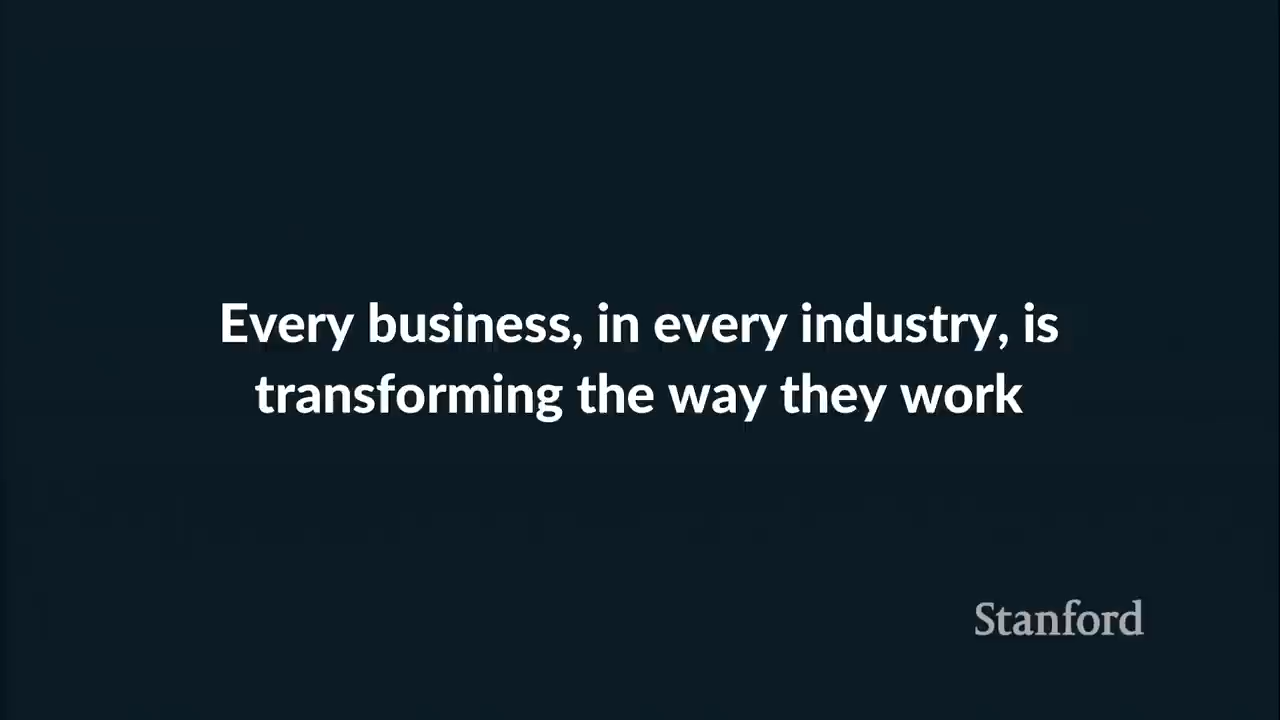 Every business, in every industry, is
transforming the way they work
Stanford